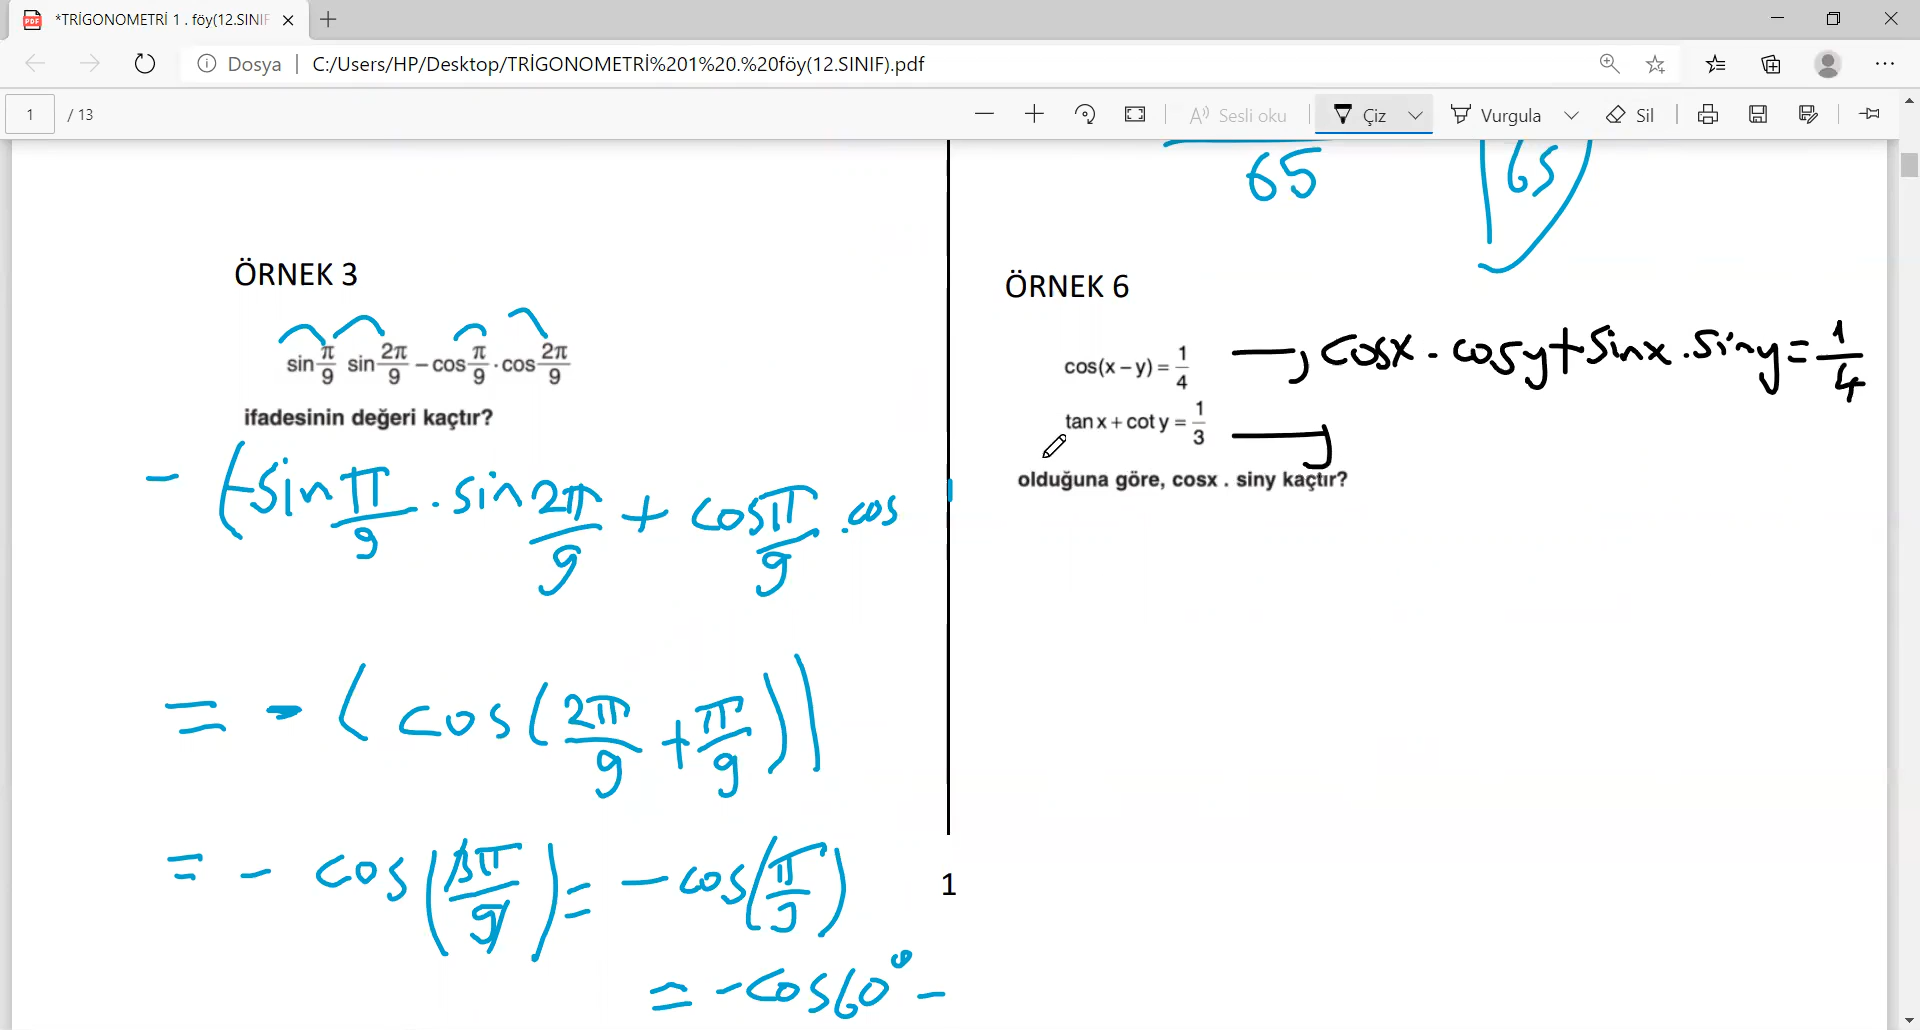 *TRİGONOMETRİ 1 . föy(12.SINIF
Dosya | C:/Users/HP/Desktop/TRİGONOMETRİ%201%20.%20föy(12.SINIF).pdf
1 / 13
Sesli oku
Çiz
Vurgula
Sil
ÖRNEK 3
sin π/9 sin 2π/9 − cos π/9 · cos 2π/9
ifadesinin değeri kaçtır?
- (-sin π/9 . sin 2π/9 + cos π/9 .cos
= - (cos(2π/9 + π/9))
= - cos(3π/9) = - cos(π/3)
= -cos60° -
65
65
ÖRNEK 6
cos(x − y) = 1/4
cosx . cosy + sinx . siny = 1/4
tan x + cot y = 1/3
olduğuna göre, cosx . siny kaçtır?
1